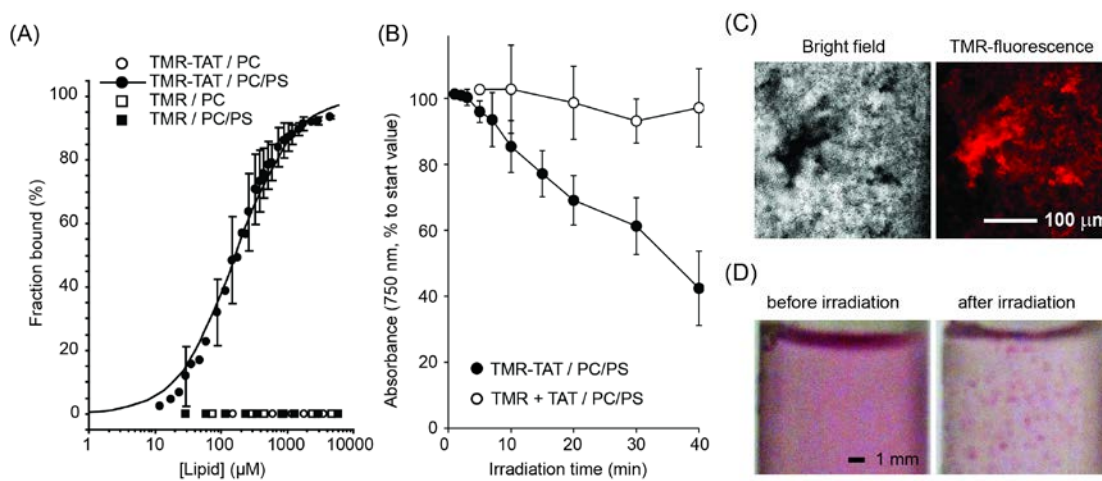 (A)
TMR-TAT / PC
TMR-TAT / PC/PS
TMR / PC
TMR / PC/PS
100
80
60
40
20
0
Fraction bound (%)
1
10
100
1000
10000
[Lipid] (μM)
(B)
120
100
80
60
40
0
Absorbance (750 nm, % to start value)
TMR-TAT / PC/PS
TMR + TAT / PC/PS
0
10
20
30
40
Irradiation time (min)
(C)
Bright field
TMR-fluorescence
100 μm
(D)
before irradiation
after irradiation
1 mm